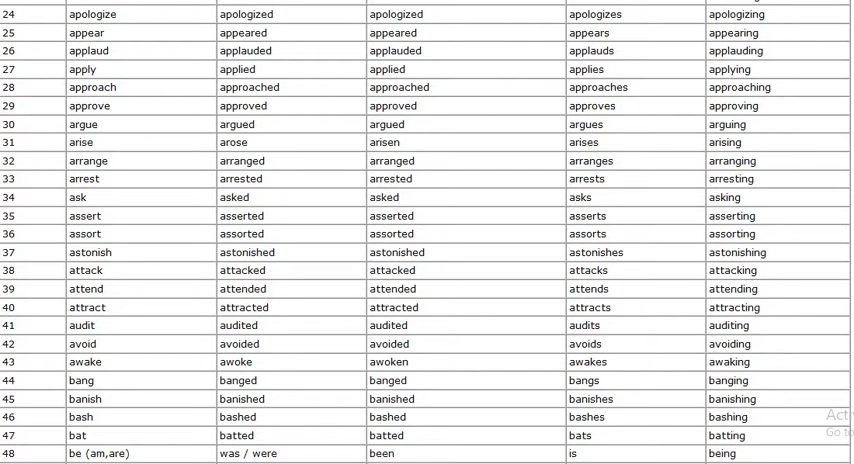 24 apologize apologized apologized apologizes apologizing
25 appear appeared appeared appears appearing
26 applaud applauded applauded applauds applauding
27 apply applied applied applies applying
28 approach approached approached approaches approaching
29 approve approved approved approves approving
30 argue argued argued argues arguing
31 arise arose arisen arises arising
32 arrange arranged arranged arranges arranging
33 arrest arrested arrested arrests arresting
34 ask asked asked asks asking
35 assert asserted asserted asserts asserting
36 assort assorted assorted assorts assorting
37 astonish astonished astonished astonishes astonishing
38 attack attacked attacked attacks attacking
39 attend attended attended attends attending
40 attract attracted attracted attracts attracting
41 audit audited audited audits auditing
42 avoid avoided avoided avoids avoiding
43 awake awoke awoken awakes awaking
44 bang banged banged bangs banging
45 banish banished banished banishes banishing
46 bash bashed bashed bashes bashing
47 bat batted batted bats batting
48 be (am,are) was / were been is being
Go to